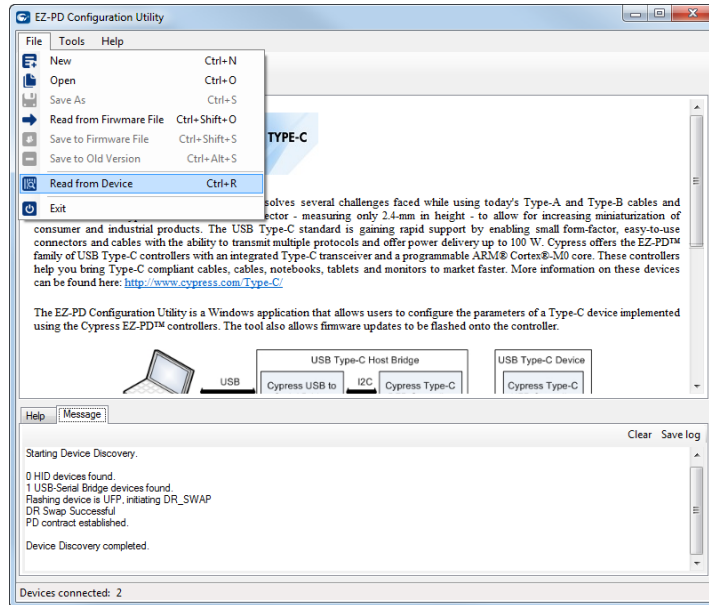 EZ-PD Configuration Utility
File Tools Help
New Ctrl+N
Open Ctrl+O
Save As Ctrl+S
Read from Firwmare File Ctrl+Shift+O
Save to Firmware File Ctrl+Shift+S
Save to Old Version Ctrl+Alt+S
Read from Device Ctrl+R
Exit
TYPE-C
solves several challenges faced while using today's Type-A and Type-B cables and
ector - measuring only 2.4-mm in height - to allow for increasing miniaturization of
consumer and industrial products. The USB Type-C standard is gaining rapid support by enabling small form-factor, easy-to-use
connectors and cables with the ability to transmit multiple protocols and offer power delivery up to 100 W. Cypress offers the EZ-PD™
family of USB Type-C controllers with an integrated Type-C transceiver and a programmable ARM® Cortex®-M0 core. These controllers
help you bring Type-C compliant cables, cables, notebooks, tablets and monitors to market faster. More information on these devices
can be found here: http://www.cypress.com/Type-C/
The EZ-PD Configuration Utility is a Windows application that allows users to configure the parameters of a Type-C device implemented
using the Cypress EZ-PD™ controllers. The tool also allows firmware updates to be flashed onto the controller.
USB Type-C Host Bridge USB Type-C Device
USB Cypress USB to I2C Cypress Type-C Cypress Type-C
Help Message
Clear Save log
Starting Device Discovery.
0 HID devices found.
1 USB-Serial Bridge devices found.
Flashing device is UFP, initiating DR_SWAP
DR Swap Successful
PD contract established.
Device Discovery completed.
Devices connected: 2